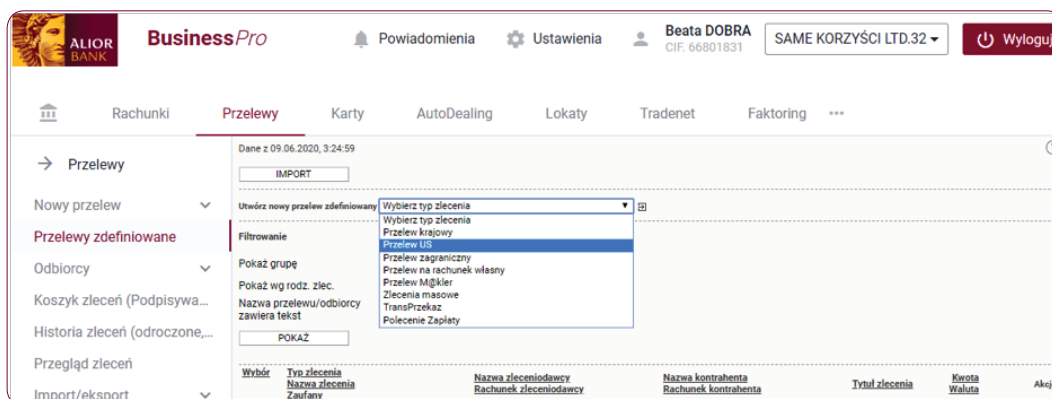 ALIOR
BANK
BusinessPro
Powiadomienia
Ustawienia
Beata DOBRA
CIF. 66801831
SAME KORZYŚCI LTD.32
Wyloguj
Rachunki
Przelewy
Karty
AutoDealing
Lokaty
Tradenet
Faktoring
Przelewy
Nowy przelew
Przelewy zdefiniowane
Odbiorcy
Koszyk zleceń (Podpisywa...
Historia zleceń (odroczone,...
Przegląd zleceń
Import/eksport
Dane z 09.06.2020, 3:24:59
IMPORT
Utwórz nowy przelew zdefiniowany
Wybierz typ zlecenia
Wybierz typ zlecenia
Przelew krajowy
Przelew US
Przelew zagraniczny
Przelew na rachunek własny
Przelew M@kler
Zlecenia masowe
TransPrzekaz
Polecenie Zapłaty
Filtrowanie
Pokaż grupę
Pokaż wg rodz. zlec.
Nazwa przelewu/odbiorcy
zawiera tekst
POKAŻ
Wybór
Typ zlecenia
Nazwa zlecenia
Zaufany
Nazwa zleceniodawcy
Rachunek zleceniodawcy
Nazwa kontrahenta
Rachunek kontrahenta
Tytuł zlecenia
Kwota
Waluta
Akcj